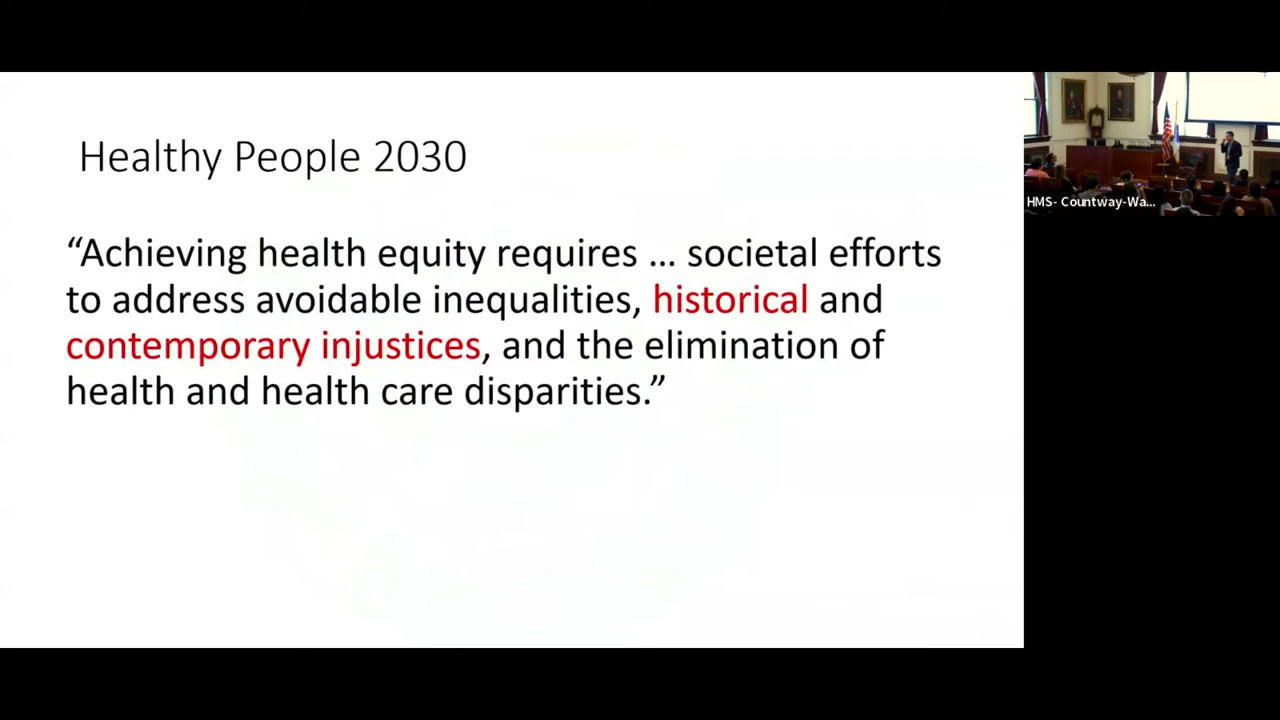 Healthy People 2030
“Achieving health equity requires ... societal efforts
to address avoidable inequalities, historical and
contemporary injustices, and the elimination of
health and health care disparities.”
HMS- Countway-Wa...